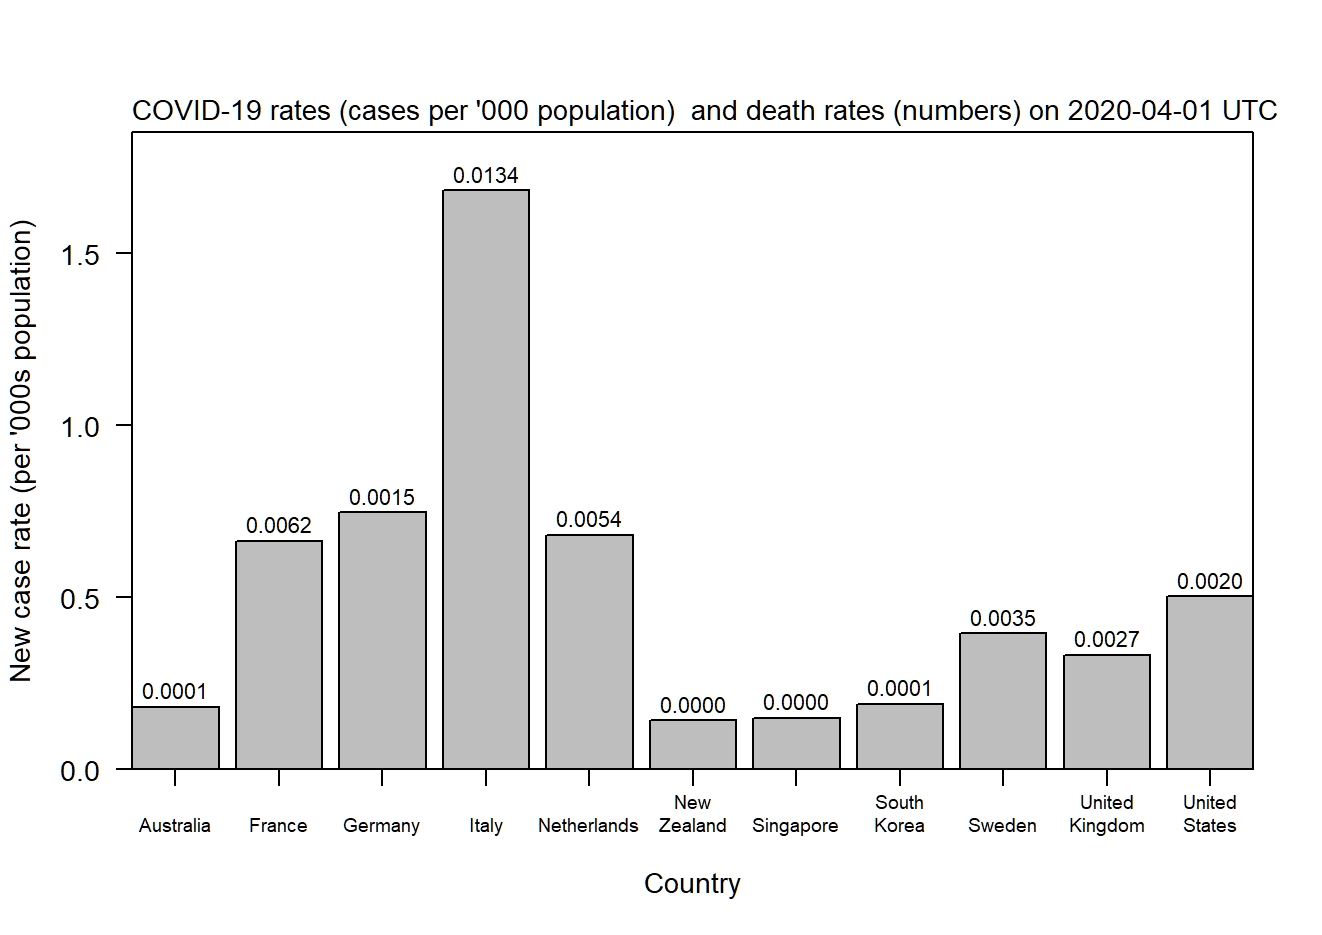 COVID-19 rates (cases per '000 population)  and death rates (numbers) on 2020-04-01 UTC
New case rate (per '000s population)
1.5
1.0
0.5
0.0
0.0001
0.0062
0.0015
0.0134
0.0054
0.0000
0.0000
0.0001
0.0035
0.0027
0.0020
Australia
France
Germany
Italy
Netherlands
New
Zealand
Singapore
South
Korea
Sweden
United
Kingdom
United
States
Country